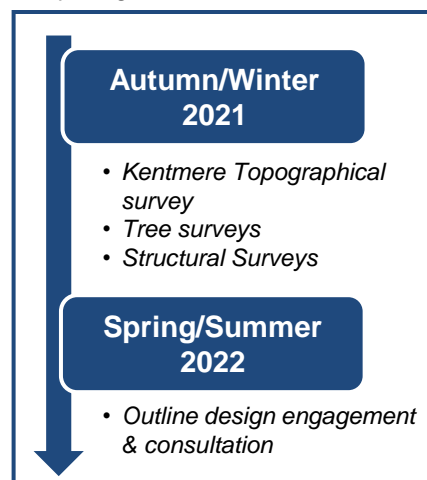 Autumn/Winter
2021
• Kentmere Topographical
survey
• Tree surveys
• Structural Surveys
Spring/Summer
2022
• Outline design engagement
& consultation